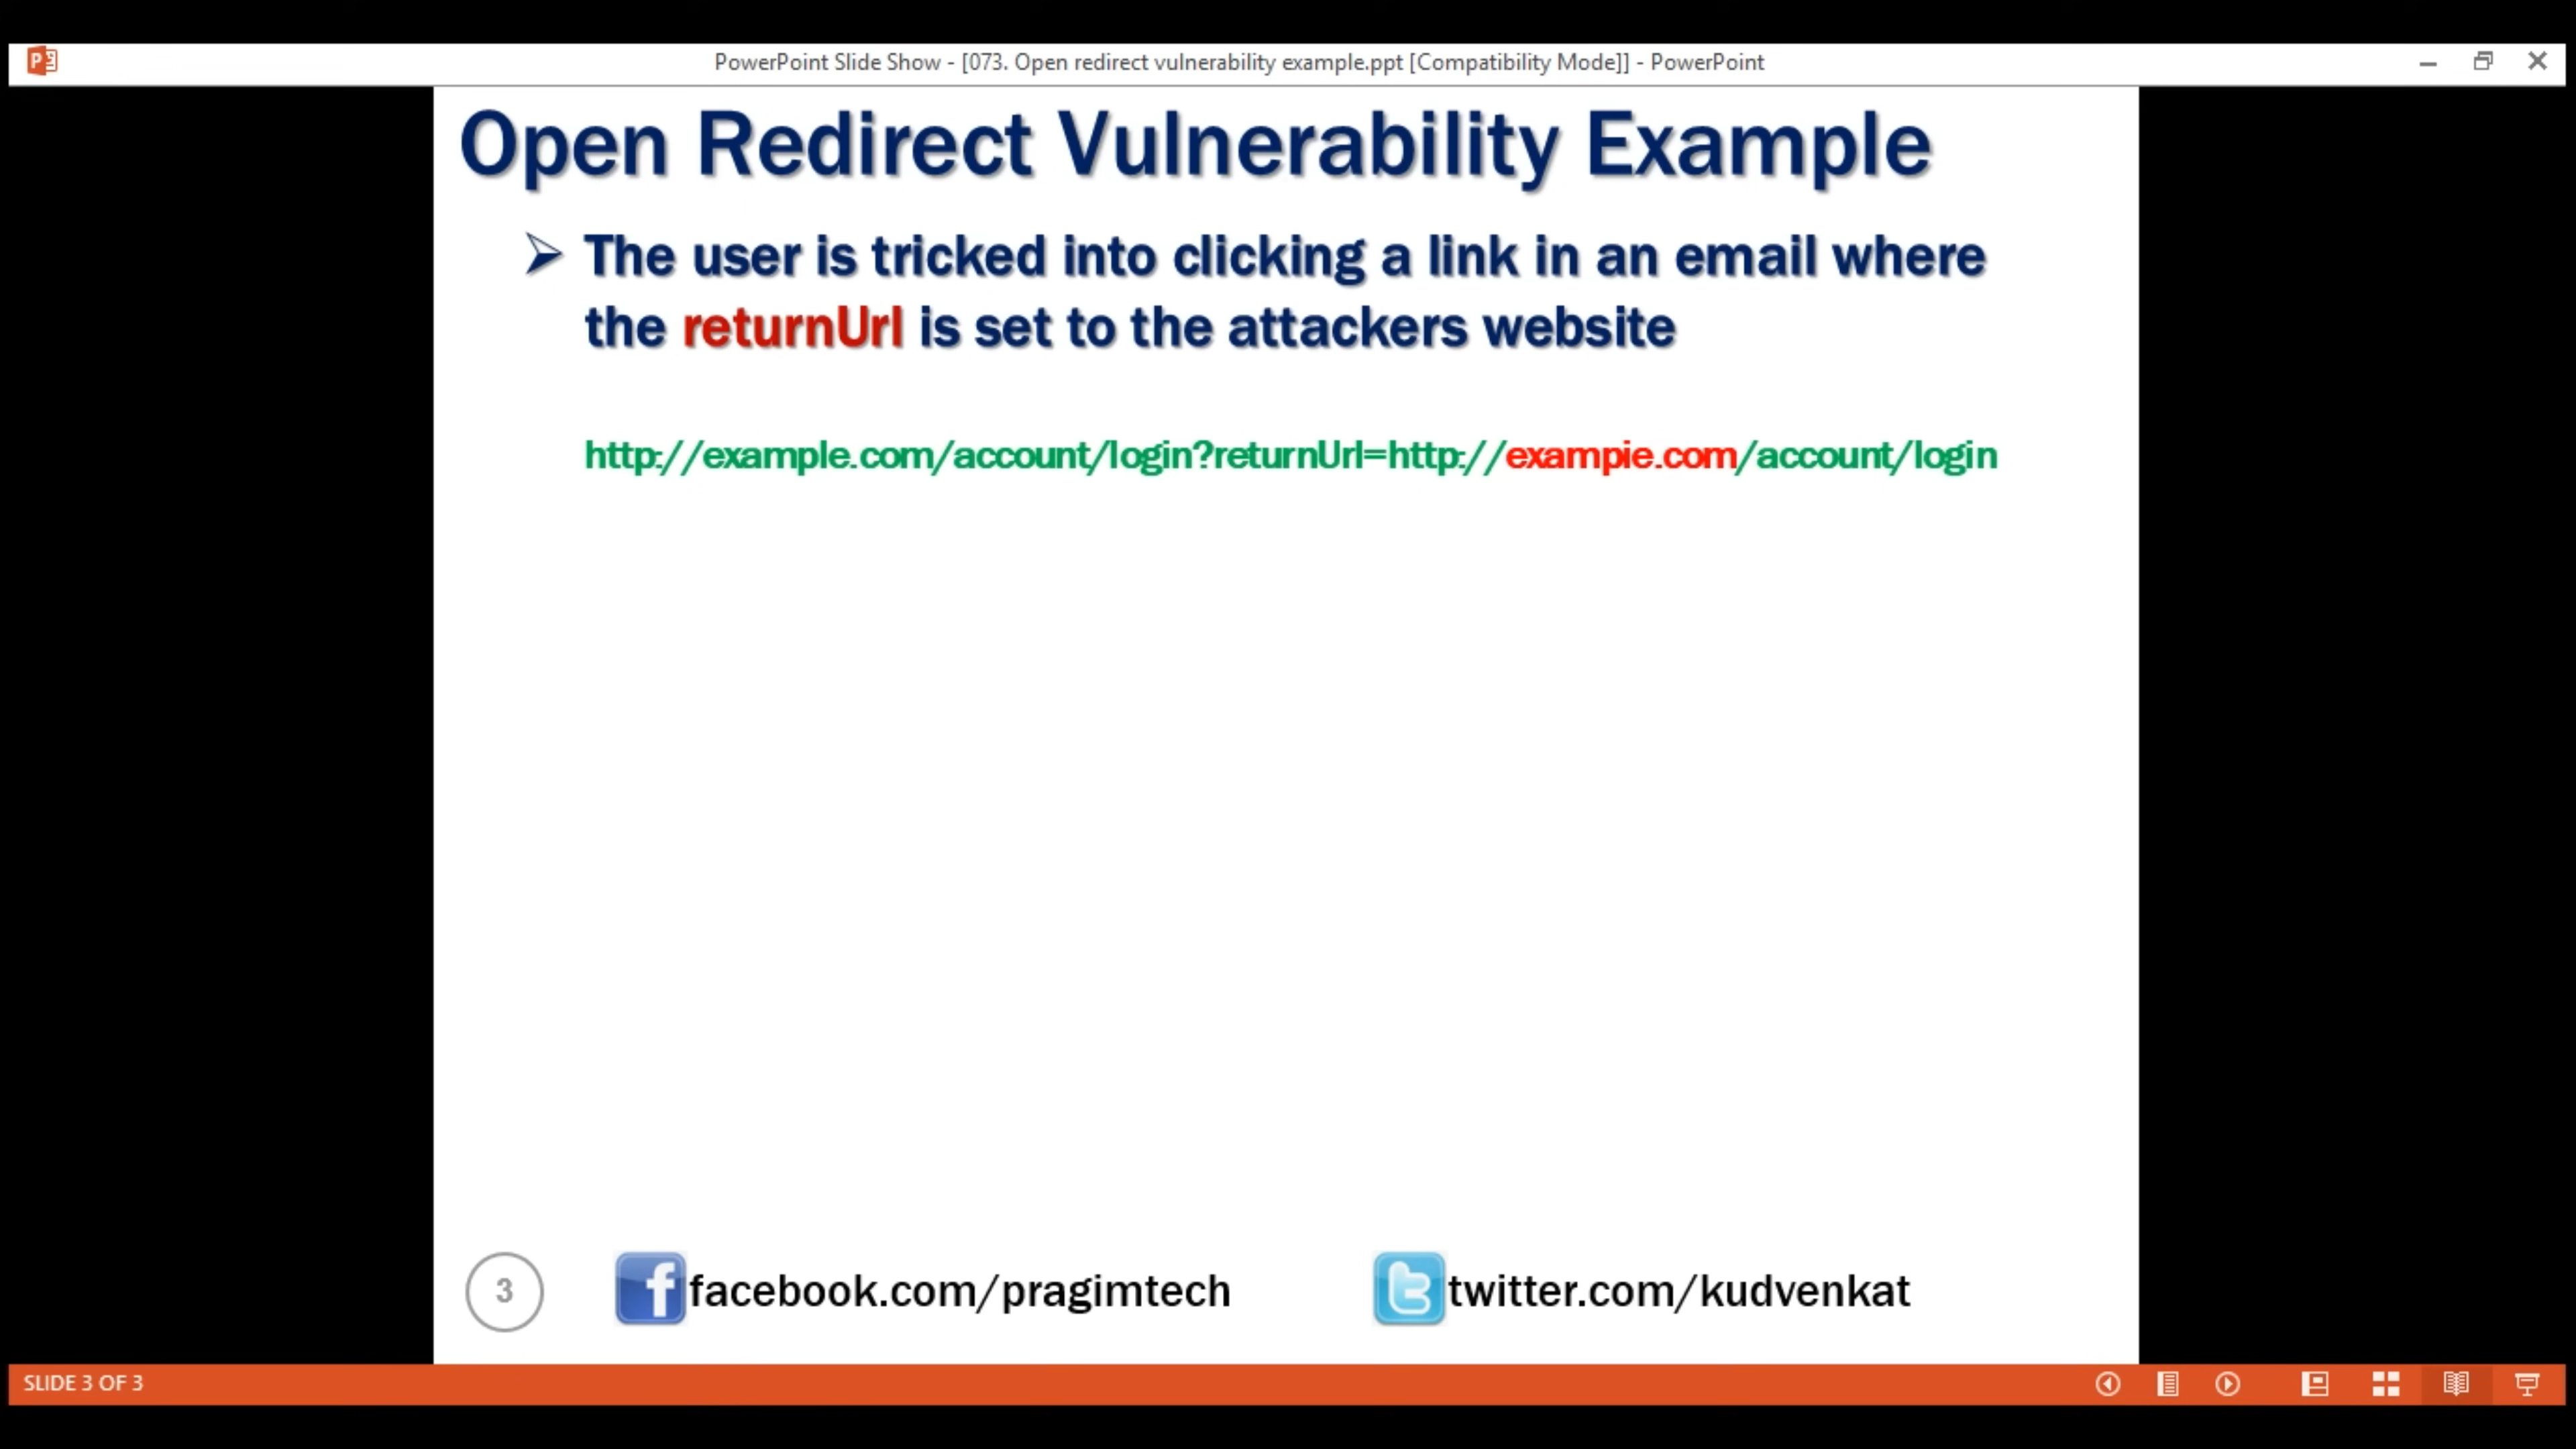 PowerPoint Slide Show - [073. Open redirect vulnerability example.ppt [Compatibility Mode]] - PowerPoint
Open Redirect Vulnerability Example
The user is tricked into clicking a link in an email where
the returnUrl is set to the attackers website
http://example.com/account/login?returnUrl=http://exampie.com/account/login
3
facebook.com/pragimtech
twitter.com/kudvenkat
SLIDE 3 OF 3